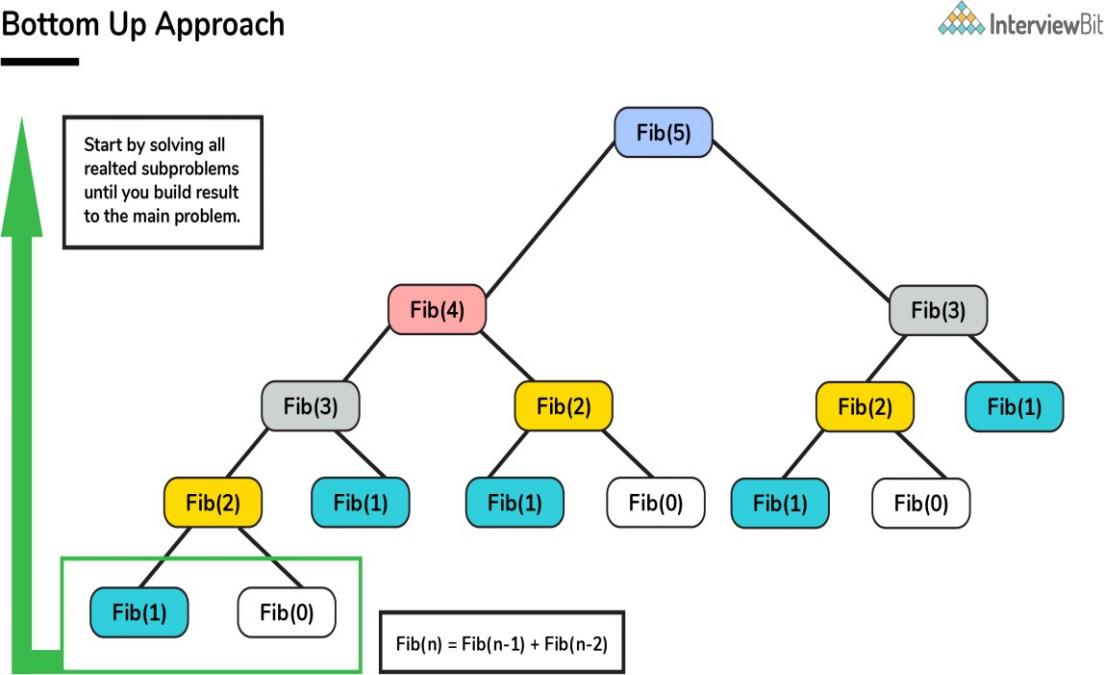 Bottom Up Approach
InterviewBit
Start by solving all
realted subproblems
until you build result
to the main problem.
Fib(5)
Fib(4)
Fib(3)
Fib(3)
Fib(2)
Fib(2)
Fib(1)
Fib(2)
Fib(1)
Fib(1)
Fib(0)
Fib(1)
Fib(0)
Fib(1)
Fib(0)
Fib(n) = Fib(n-1) + Fib(n-2)